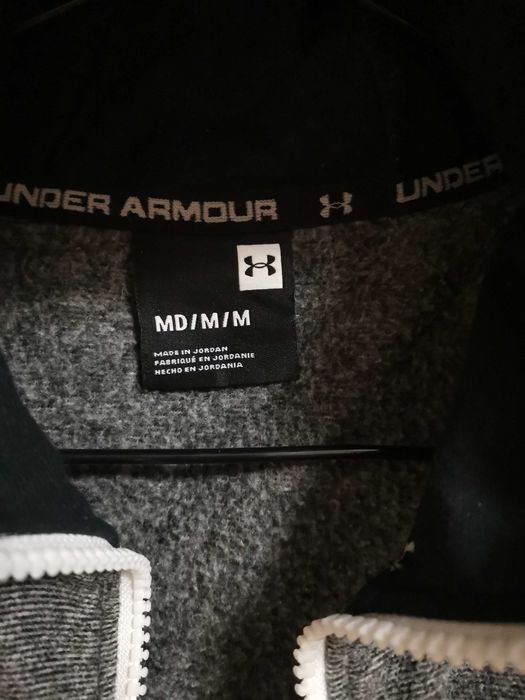 UNDER ARMOUR UNDER
MD/M/M
MADE IN JORDAN
FABRIQUÉ EN JORDANIE
HECHO EN JORDANIA